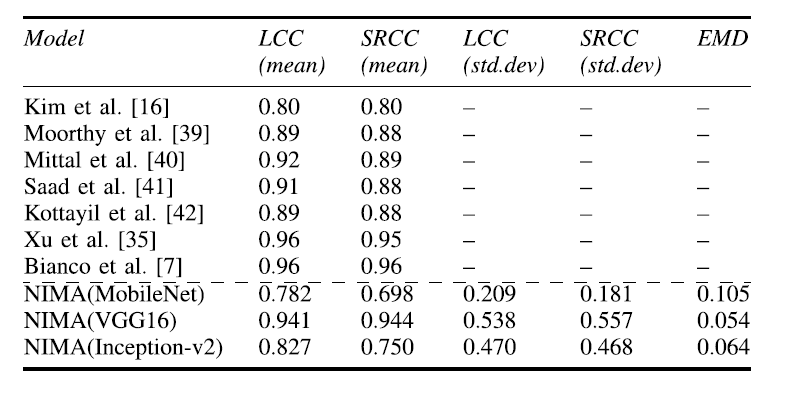 Model LCC SRCC LCC SRCC EMD
(mean) (mean) (std.dev) (std.dev)
Kim et al. [16] 0.80 0.80 – – –
Moorthy et al. [39] 0.89 0.88 – – –
Mittal et al. [40] 0.92 0.89 – – –
Saad et al. [41] 0.91 0.88 – – –
Kottayil et al. [42] 0.89 0.88 – – –
Xu et al. [35] 0.96 0.95 – – –
Bianco et al. [7] 0.96 0.96 – – –
NIMA(MobileNet) 0.782 0.698 0.209 0.181 0.105
NIMA(VGG16) 0.941 0.944 0.538 0.557 0.054
NIMA(Inception-v2) 0.827 0.750 0.470 0.468 0.064